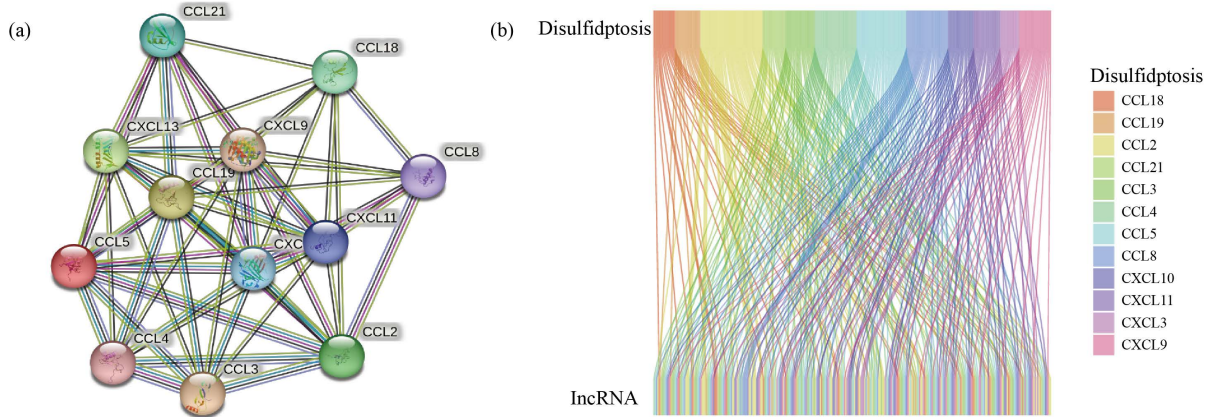 (a)
CCL21
CCL18
CXCL13
CXCL9
CCL8
CCL19
CXCL11
CCL5
CXC
CCL2
CCL4
CCL3
(b)
Disulfidptosis
lncRNA
Disulfidptosis
CCL18
CCL19
CCL2
CCL21
CCL3
CCL4
CCL5
CCL8
CXCL10
CXCL11
CXCL3
CXCL9